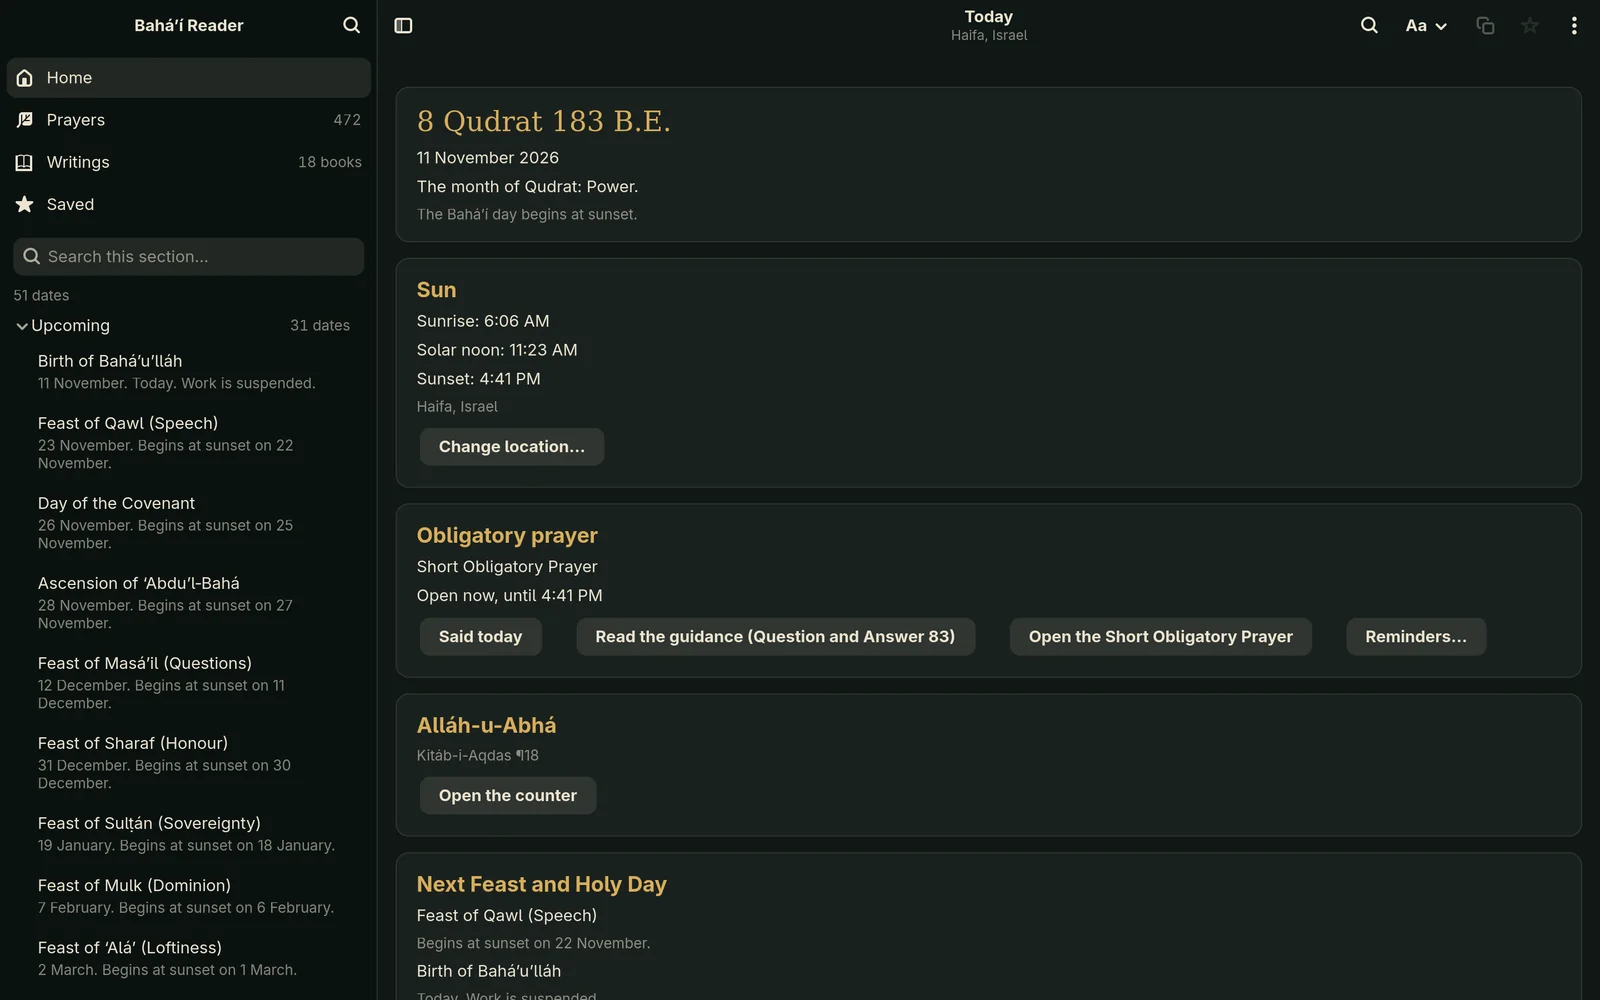 Bahá’í Reader
Home
Prayers 472
Writings 18 books
Saved
Search this section…
51 dates
Upcoming 31 dates
Birth of Bahá’u’lláh
11 November. Today. Work is suspended.
Feast of Qawl (Speech)
23 November. Begins at sunset on 22
November.
Day of the Covenant
26 November. Begins at sunset on 25
November.
Ascension of ‘Abdu’l-Bahá
28 November. Begins at sunset on 27
November.
Feast of Masá’il (Questions)
12 December. Begins at sunset on 11
December.
Feast of Sharaf (Honour)
31 December. Begins at sunset on 30
December.
Feast of Sulṭán (Sovereignty)
19 January. Begins at sunset on 18 January.
Feast of Mulk (Dominion)
7 February. Begins at sunset on 6 February.
Feast of ‘Alá’ (Loftiness)
2 March. Begins at sunset on 1 March.
Today
Haifa, Israel
Aa
8 Qudrat 183 B.E.
11 November 2026
The month of Qudrat: Power.
The Bahá’í day begins at sunset.
Sun
Sunrise: 6:06 AM
Solar noon: 11:23 AM
Sunset: 4:41 PM
Haifa, Israel
Change location…
Obligatory prayer
Short Obligatory Prayer
Open now, until 4:41 PM
Said today Read the guidance (Question and Answer 83) Open the Short Obligatory Prayer Reminders…
Alláh-u-Abhá
Kitáb-i-Aqdas ¶18
Open the counter
Next Feast and Holy Day
Feast of Qawl (Speech)
Begins at sunset on 22 November.
Birth of Bahá’u’lláh
Today. Work is suspended.